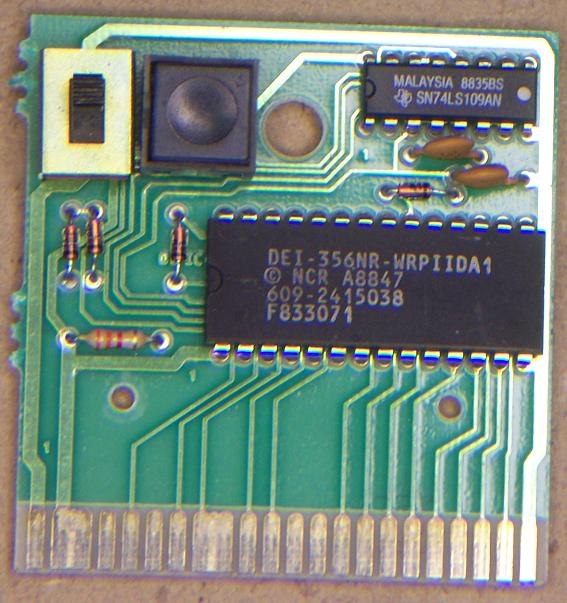 MALAYSIA 8835BS
SN74LS109AN
DEI-356NR-WRPIIDA1
© NCR A8847
609-2415038
F833071